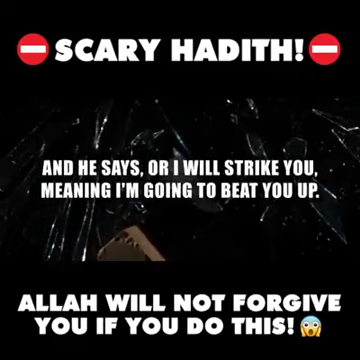 ⛔SCARY HADITH!⛔
AND HE SAYS, OR I WILL STRIKE YOU,
MEANING I'M GOING TO BEAT YOU UP.
ALLAH WILL NOT FORGIVE
YOU IF YOU DO THIS!😱